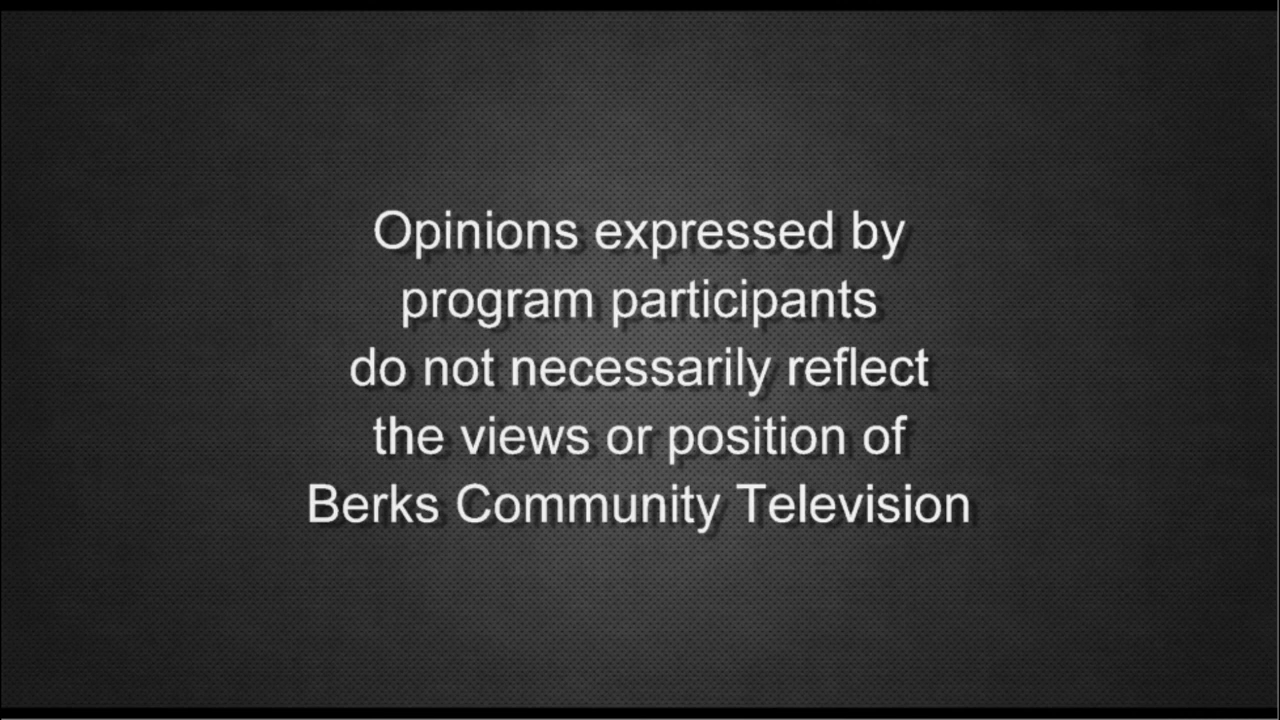 Opinions expressed by
program participants
do not necessarily reflect
the views or position of
Berks Community Television